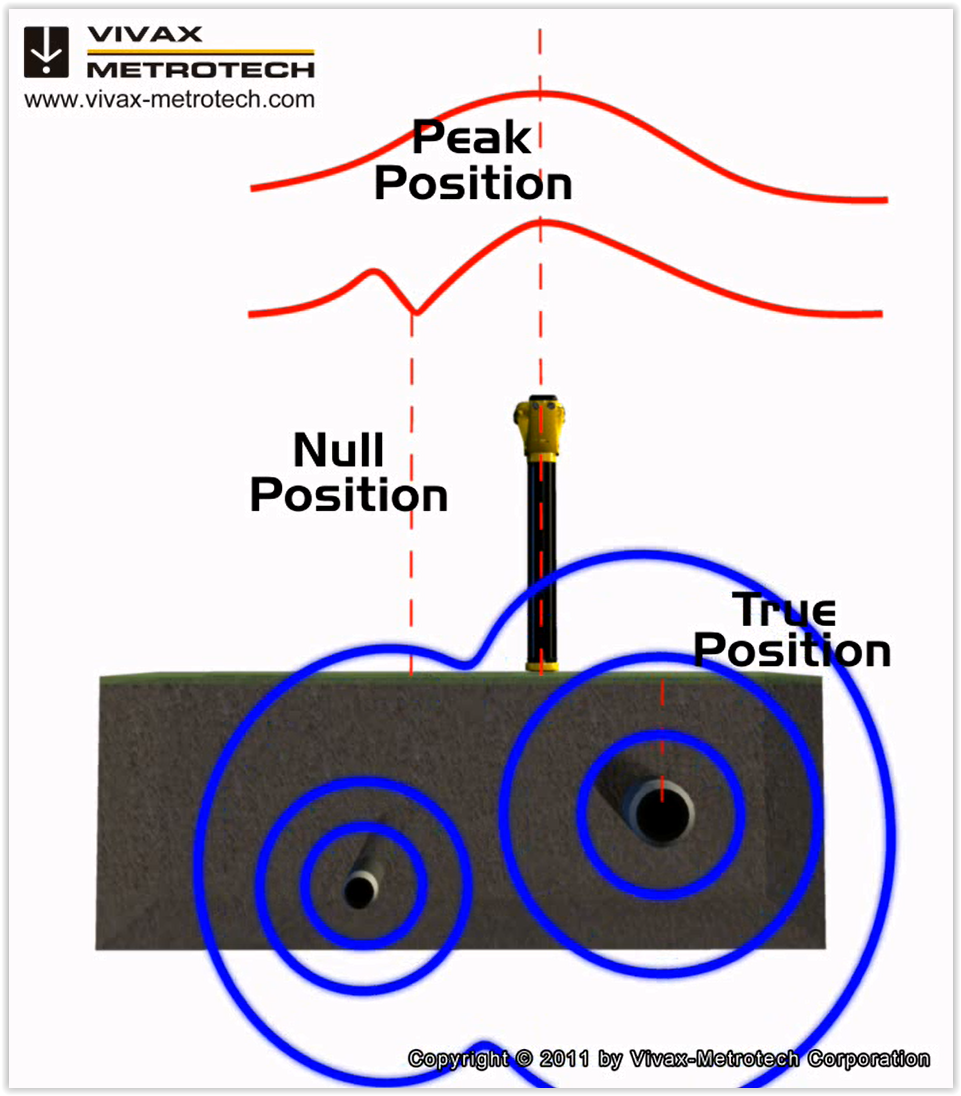 VIVAX
METROTECH
www.vivax-metrotech.com
Peak
Position
Null
Position
True
Position
Copyright © 2011 by Vivax-Metrotech Corporation